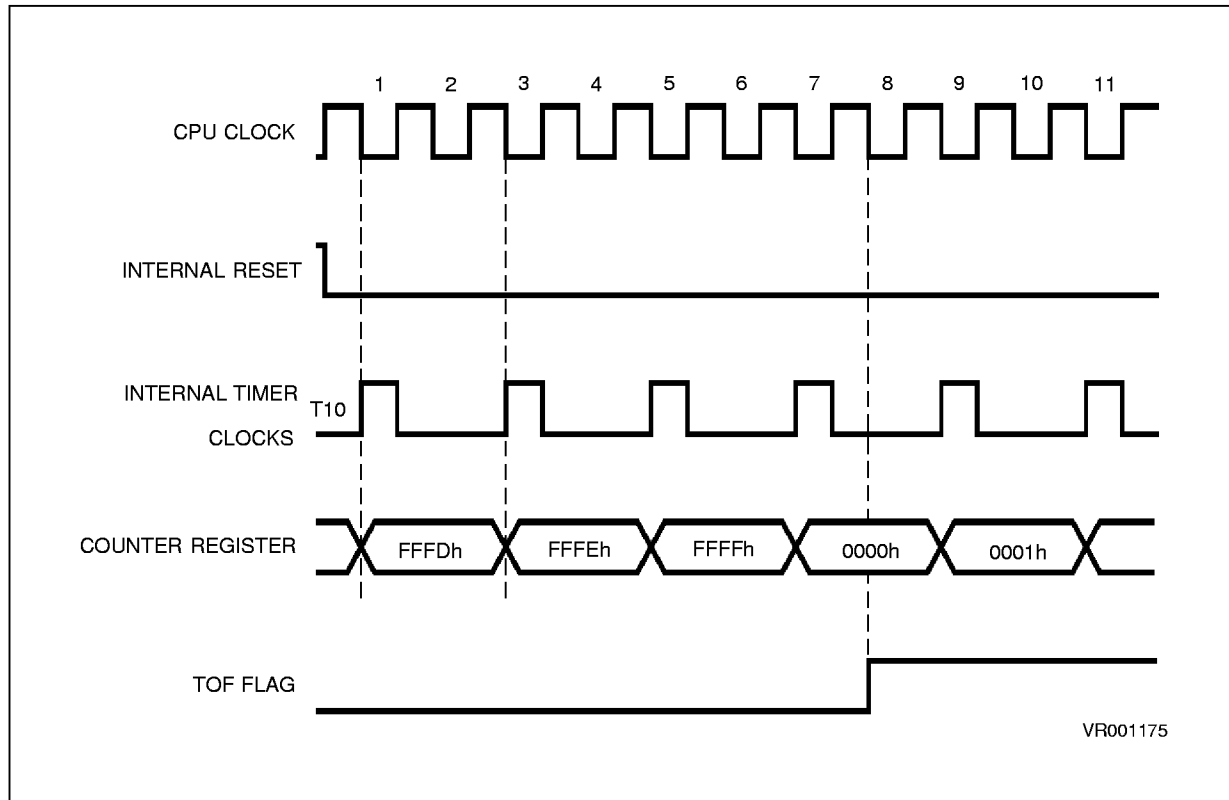 1 2 3 4 5 6 7 8 9 10 11
CPU CLOCK
INTERNAL RESET
INTERNAL TIMER
T10
CLOCKS
COUNTER REGISTER
FFFDh FFFEh FFFFh 0000h 0001h
TOF FLAG
VR001175